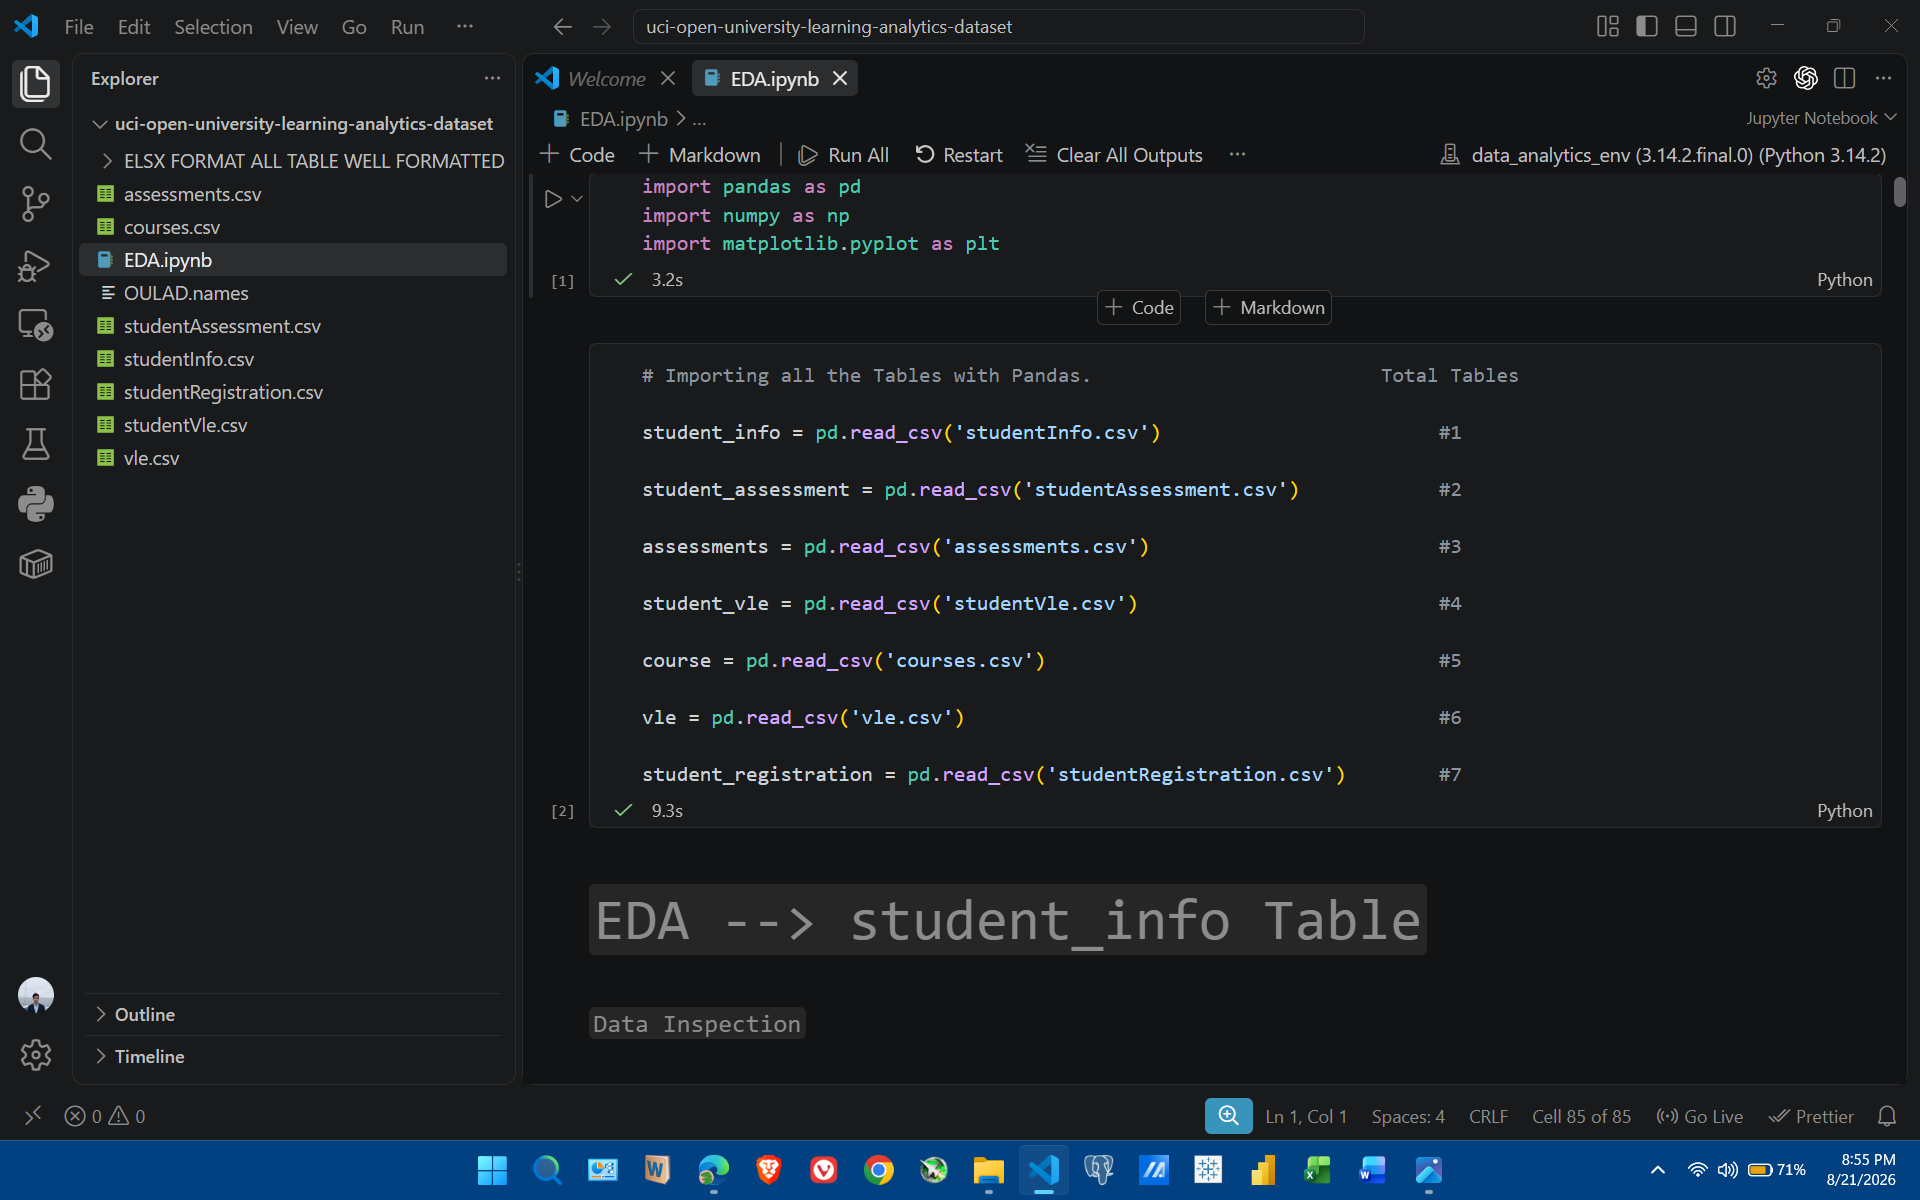 File Edit Selection View Go Run ···
uci-open-university-learning-analytics-dataset
Explorer
uci-open-university-learning-analytics-dataset
ELSX FORMAT ALL TABLE WELL FORMATTED
assessments.csv
courses.csv
EDA.ipynb
OULAD.names
studentAssessment.csv
studentInfo.csv
studentRegistration.csv
studentVle.csv
vle.csv
Outline
Timeline
Welcome EDA.ipynb
EDA.ipynb > ...
Jupyter Notebook
+ Code + Markdown Run All Restart Clear All Outputs ··· data_analytics_env (3.14.2.final.0) (Python 3.14.2)
import pandas as pd
import numpy as np
import matplotlib.pyplot as plt
[1] 3.2s Python
+ Code + Markdown
# Importing all the Tables with Pandas. Total Tables
student_info = pd.read_csv('studentInfo.csv') #1
student_assessment = pd.read_csv('studentAssessment.csv') #2
assessments = pd.read_csv('assessments.csv') #3
student_vle = pd.read_csv('studentVle.csv') #4
course = pd.read_csv('courses.csv') #5
vle = pd.read_csv('vle.csv') #6
student_registration = pd.read_csv('studentRegistration.csv') #7
[2] 9.3s Python
EDA --> student_info Table
Data Inspection
0 0 Ln 1, Col 1 Spaces: 4 CRLF Cell 85 of 85 Go Live Prettier
71% 8:55 PM
8/21/2026